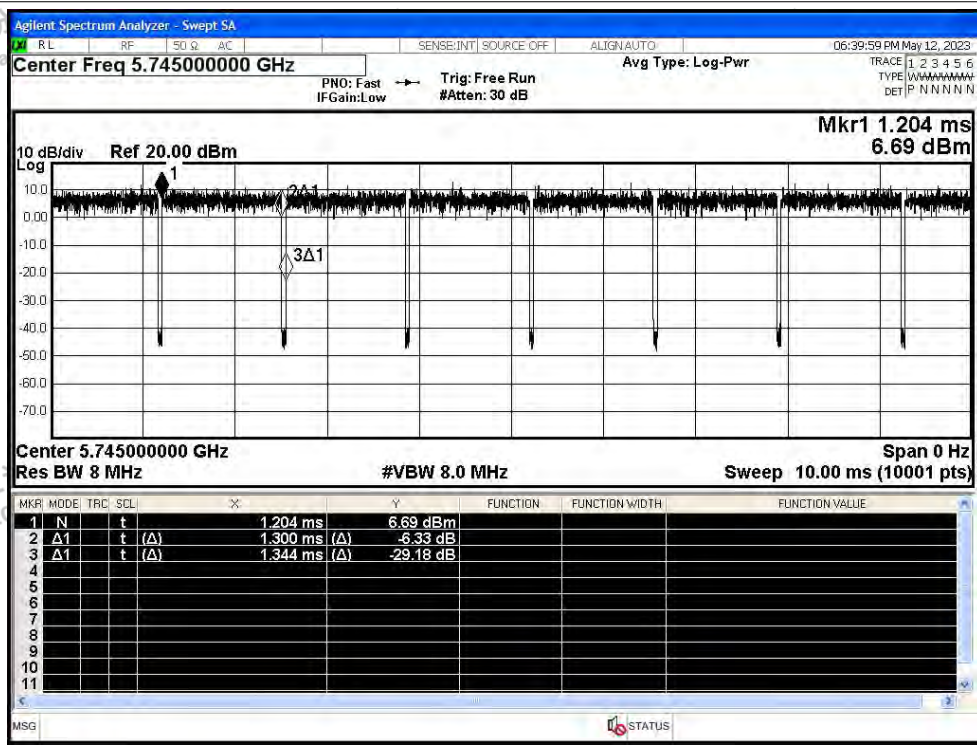 Agilent Spectrum Analyzer - Swept SA
RL RF 50 Ω AC SENSE:INT SOURCE OFF ALIGN AUTO 06:39:59 PM May 12, 2023
Center Freq 5.745000000 GHz
PNO: Fast
IFGain:Low
Trig: Free Run
#Atten: 30 dB
Avg Type: Log-Pwr
TRACE 1 2 3 4 5 6
TYPE
DET P N N N N N
Mkr1 1.204 ms
6.69 dBm
10 dB/div Ref 20.00 dBm
Log
1
2Δ1
3Δ1
10.0
0.00
-10.0
-20.0
-30.0
-40.0
-50.0
-60.0
-70.0
Center 5.745000000 GHz Span 0 Hz
Res BW 8 MHz #VBW 8.0 MHz Sweep 10.00 ms (10001 pts)
MKR MODE TRC SCL X Y FUNCTION FUNCTION WIDTH FUNCTION VALUE
1 N t 1.204 ms 6.69 dBm
2 Δ1 t (Δ) 1.300 ms (Δ) -6.33 dB
3 Δ1 t (Δ) 1.344 ms (Δ) -29.18 dB
4
5
6
7
8
9
10
11
MSG STATUS